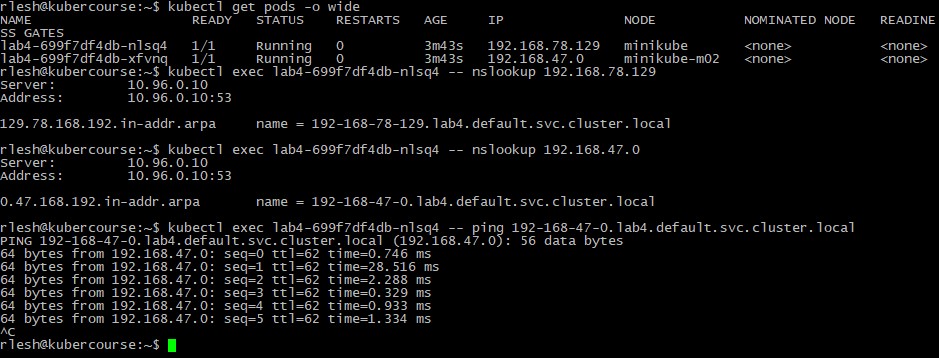 rlesh@kubercourse:~$ kubectl get pods -o wide
NAME                    READY   STATUS    RESTARTS   AGE     IP               NODE           NOMINATED NODE   READINE
SS GATES
lab4-699f7df4db-nlsq4   1/1     Running   0          3m43s   192.168.78.129   minikube       <none>           <none>
lab4-699f7df4db-xfvnq   1/1     Running   0          3m43s   192.168.47.0     minikube-m02   <none>           <none>
rlesh@kubercourse:~$ kubectl exec lab4-699f7df4db-nlsq4 -- nslookup 192.168.78.129
Server:         10.96.0.10
Address:        10.96.0.10:53
129.78.168.192.in-addr.arpa     name = 192-168-78-129.lab4.default.svc.cluster.local
rlesh@kubercourse:~$ kubectl exec lab4-699f7df4db-nlsq4 -- nslookup 192.168.47.0
Server:         10.96.0.10
Address:        10.96.0.10:53
0.47.168.192.in-addr.arpa       name = 192-168-47-0.lab4.default.svc.cluster.local
rlesh@kubercourse:~$ kubectl exec lab4-699f7df4db-nlsq4 -- ping 192-168-47-0.lab4.default.svc.cluster.local
PING 192-168-47-0.lab4.default.svc.cluster.local (192.168.47.0): 56 data bytes
64 bytes from 192.168.47.0: seq=0 ttl=62 time=0.746 ms
64 bytes from 192.168.47.0: seq=1 ttl=62 time=28.516 ms
64 bytes from 192.168.47.0: seq=2 ttl=62 time=2.288 ms
64 bytes from 192.168.47.0: seq=3 ttl=62 time=0.329 ms
64 bytes from 192.168.47.0: seq=4 ttl=62 time=0.933 ms
64 bytes from 192.168.47.0: seq=5 ttl=62 time=1.334 ms
^C
rlesh@kubercourse:~$